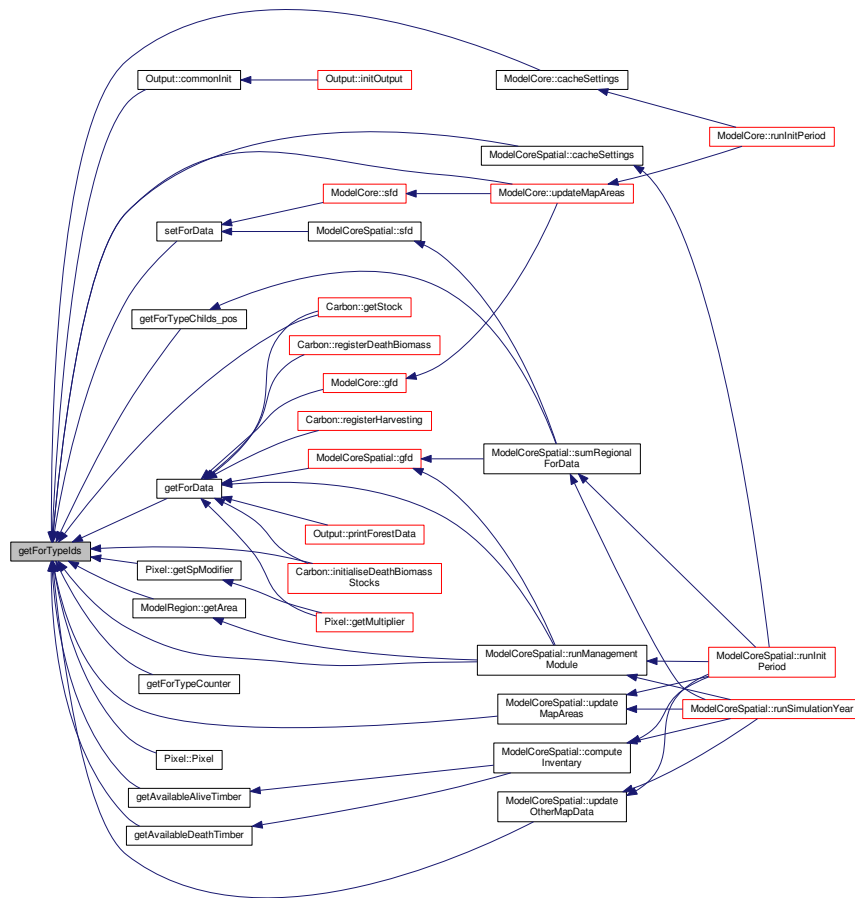 ModelCore::cacheSettings
Output::commonInit
Output::initOutput
ModelCore::runInitPeriod
ModelCoreSpatial::cacheSettings
ModelCore::sfd
ModelCore::updateMapAreas
setForData
ModelCoreSpatial::sfd
getForTypeChilds_pos
Carbon::getStock
Carbon::registerDeathBiomass
ModelCore::gfd
Carbon::registerHarvesting
ModelCoreSpatial::gfd
ModelCoreSpatial::sumRegional
ForData
getForData
Output::printForestData
getForTypeIds
Pixel::getSpModifier
Carbon::initialiseDeathBiomass
Stocks
ModelRegion::getArea
Pixel::getMultiplier
ModelCoreSpatial::runManagement
Module
ModelCoreSpatial::runInit
Period
getForTypeCounter
ModelCoreSpatial::update
MapAreas
ModelCoreSpatial::runSimulationYear
Pixel::Pixel
ModelCoreSpatial::compute
Inventory
getAvailableAliveTimber
ModelCoreSpatial::update
OtherMapData
getAvailableDeathTimber